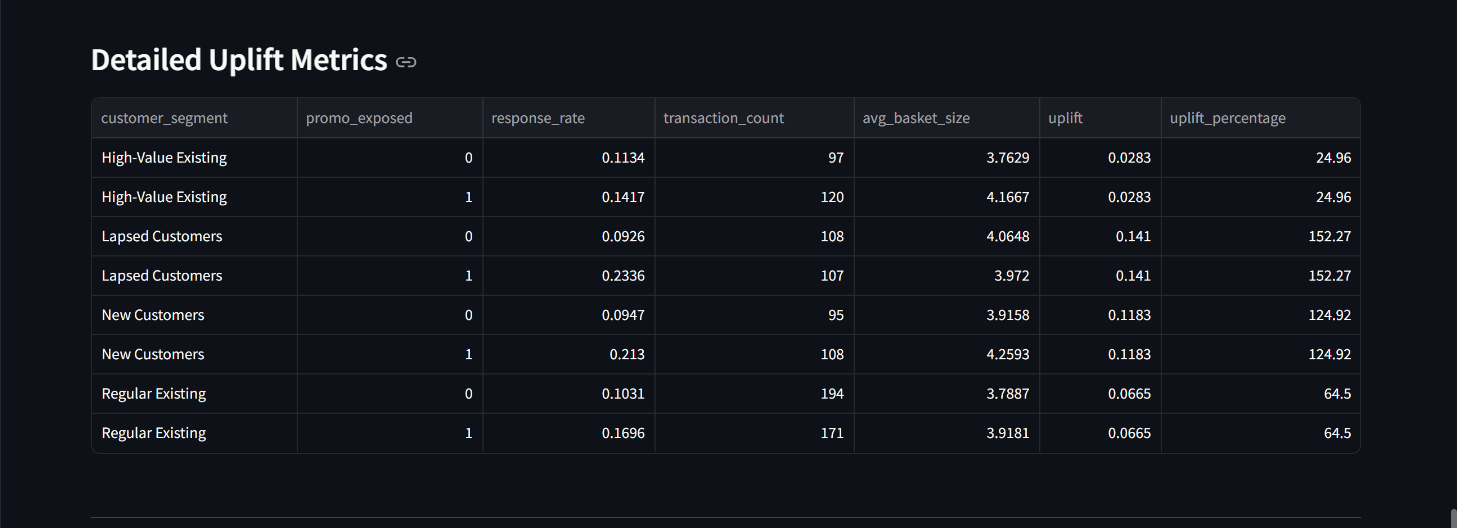 Detailed Uplift Metrics
customer_segment promo_exposed response_rate transaction_count avg_basket_size uplift uplift_percentage
High-Value Existing 0 0.1134 97 3.7629 0.0283 24.96
High-Value Existing 1 0.1417 120 4.1667 0.0283 24.96
Lapsed Customers 0 0.0926 108 4.0648 0.141 152.27
Lapsed Customers 1 0.2336 107 3.972 0.141 152.27
New Customers 0 0.0947 95 3.9158 0.1183 124.92
New Customers 1 0.213 108 4.2593 0.1183 124.92
Regular Existing 0 0.1031 194 3.7887 0.0665 64.5
Regular Existing 1 0.1696 171 3.9181 0.0665 64.5